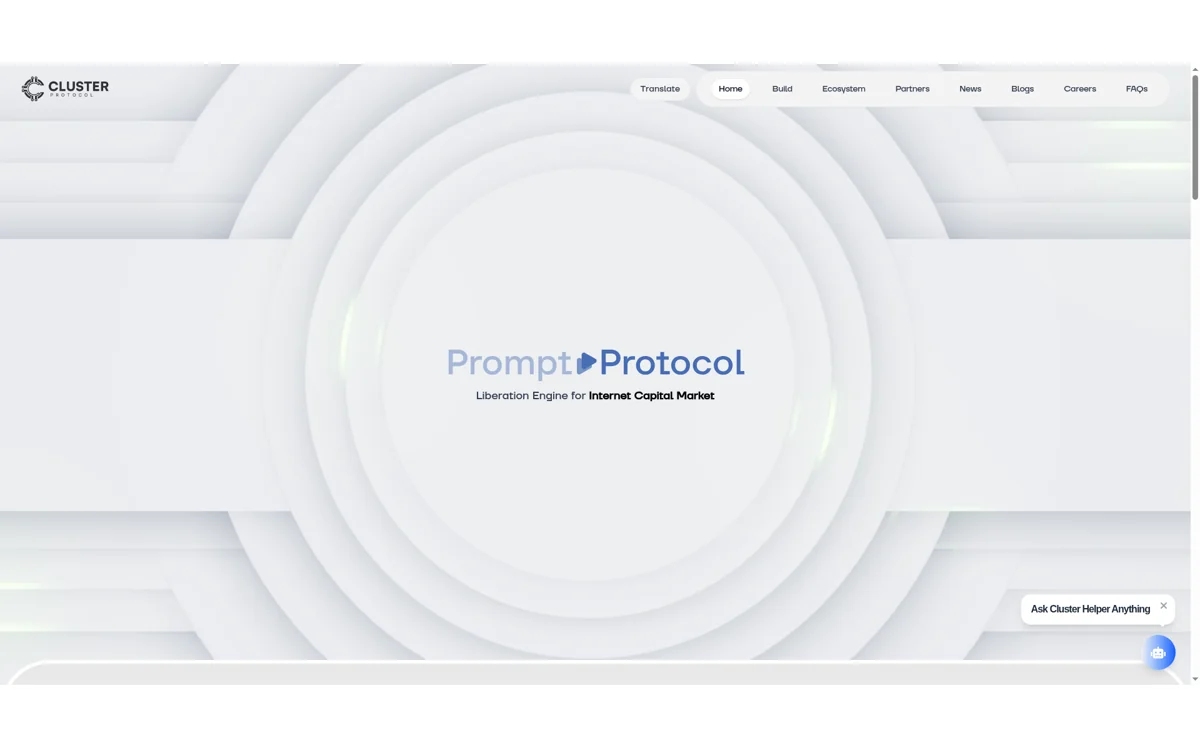 CLUSTER
PROTOCOL
Translate
Home
Build
Ecosystem
Partners
News
Blogs
Careers
FAQs
Prompt Protocol
Liberation Engine for Internet Capital Market
Ask Cluster Helper Anything